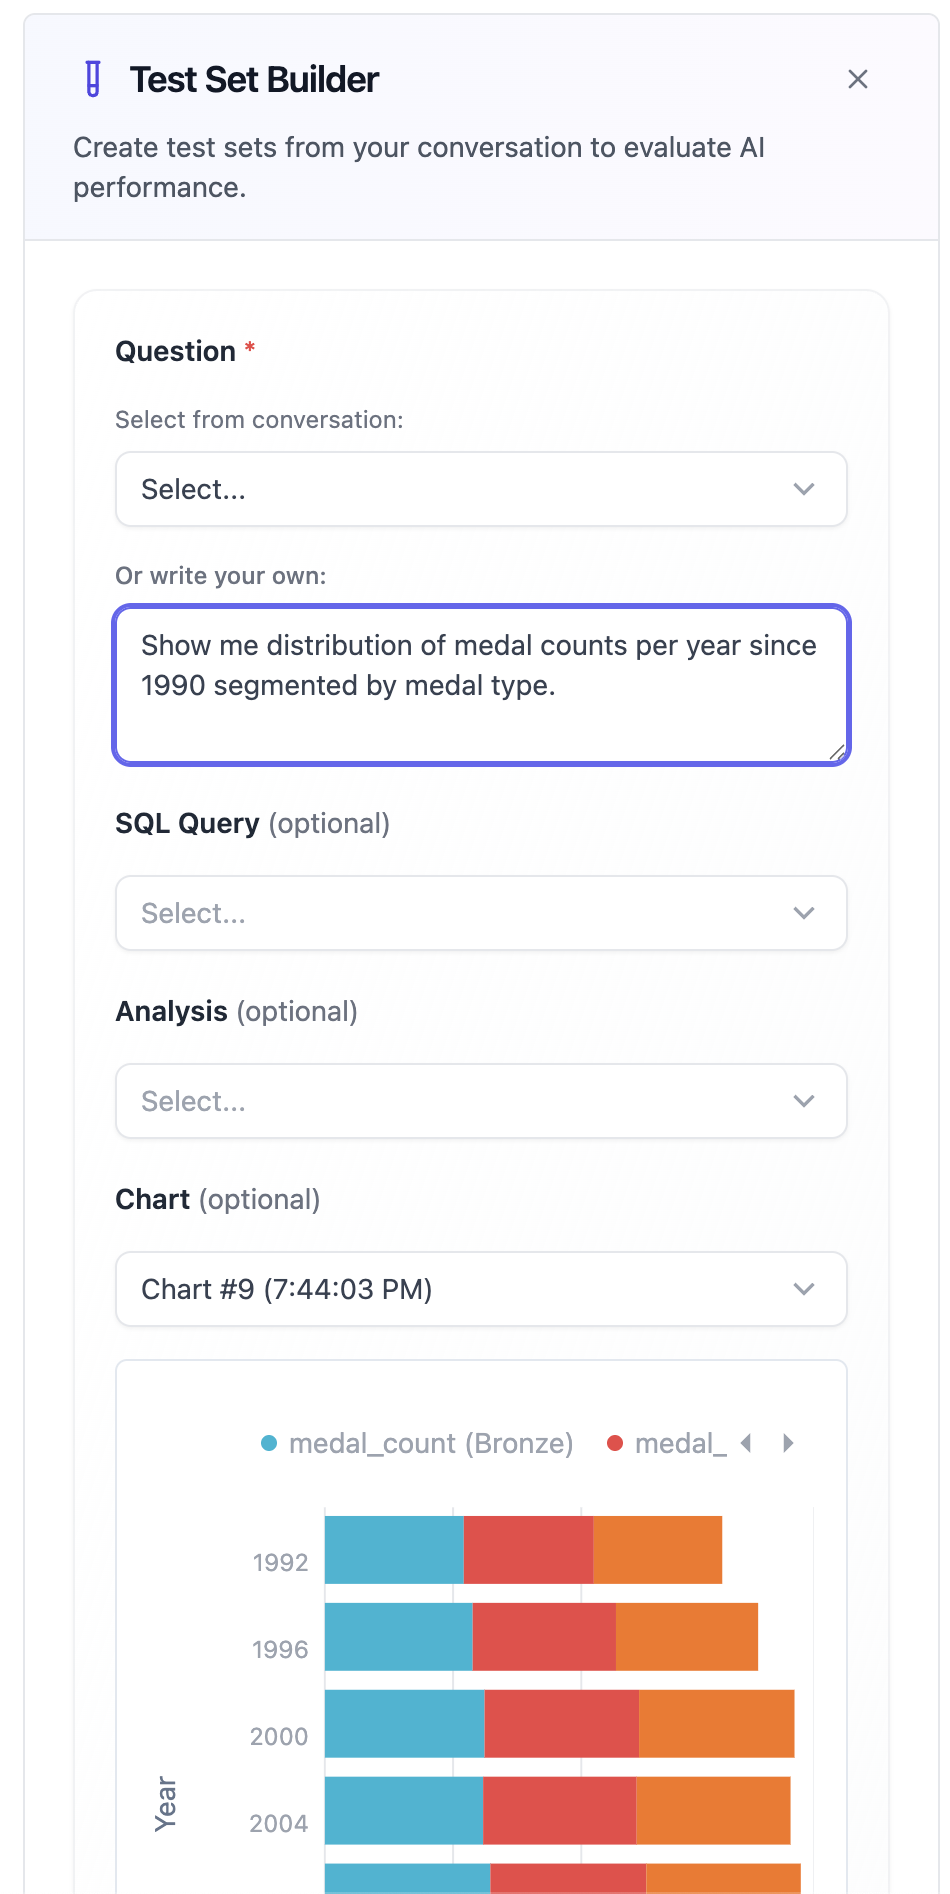 Test Set Builder
Create test sets from your conversation to evaluate AI
performance.
Question *
Select from conversation:
Select...
Or write your own:
Show me distribution of medal counts per year since
1990 segmented by medal type.
SQL Query (optional)
Select...
Analysis (optional)
Select...
Chart (optional)
Chart #9 (7:44:03 PM)
medal_count (Bronze) medal_
1992
1996
2000
2004
Year